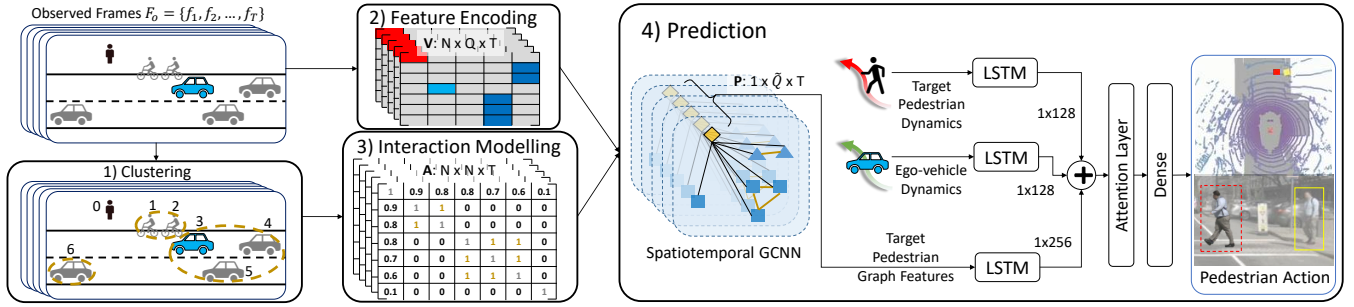 Observed Frames F_o = {f_1, f_2, ..., f_T}
1) Clustering
0
1
2
3
4
5
6
2) Feature Encoding
V: N x Q x T
3) Interaction Modelling
A: N x N x T
1 0.9 0.8 0.8 0.7 0.6 0.1
0.9 1 1 0 0 0 0
0.8 1 1 0 0 0 0
0.8 0 0 1 1 1 0
0.7 0 0 1 1 1 0
0.6 0 0 1 1 1 0
0.1 0 0 0 0 0 1
4) Prediction
P: 1 x Q̃ x T
Spatiotemporal GCNN
Target
Pedestrian
Dynamics
LSTM
1x128
Ego-vehicle
Dynamics
LSTM
1x128
Target
Pedestrian
Graph Features
LSTM
1x256
+
Attention Layer
Dense
Pedestrian Action